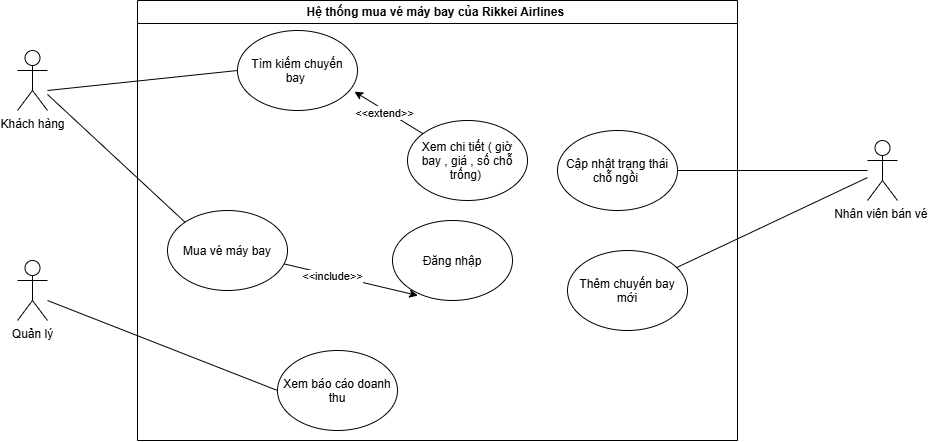 Hệ thống mua vé máy bay của Rikkei Airlines
Tìm kiếm chuyến
bay
Khách hàng
<<extend>>
Xem chi tiết ( giờ
bay , giá , số chỗ
trống)
Cập nhật trạng thái
chỗ ngồi
Nhân viên bán vé
Mua vé máy bay
Đăng nhập
<<include>>
Thêm chuyến bay
mới
Quản lý
Xem báo cáo doanh
thu